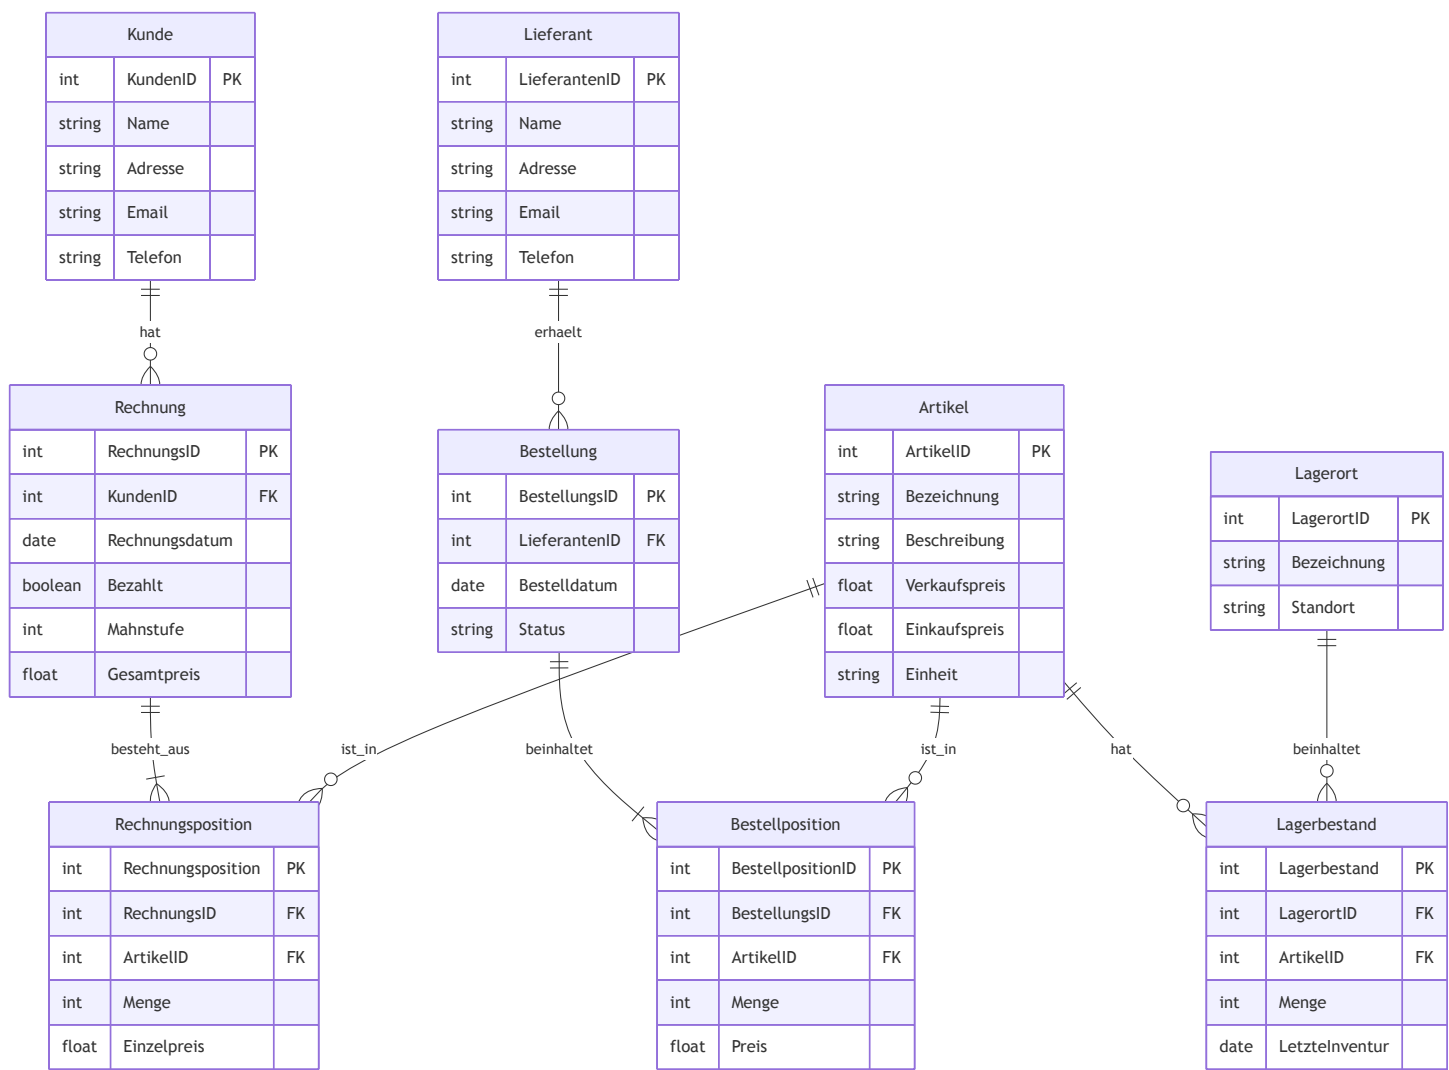 Kunde
int KundenID PK
string Name
string Adresse
string Email
string Telefon
Lieferant
int LieferantenID PK
string Name
string Adresse
string Email
string Telefon
hat
erhaelt
Rechnung
int RechnungsID PK
int KundenID FK
date Rechnungsdatum
boolean Bezahlt
int Mahnstufe
float Gesamtpreis
Bestellung
int BestellungsID PK
int LieferantenID FK
date Bestelldatum
string Status
Artikel
int ArtikelID PK
string Bezeichnung
string Beschreibung
float Verkaufspreis
float Einkaufspreis
string Einheit
Lagerort
int LagerortID PK
string Bezeichnung
string Standort
besteht_aus
ist_in
beinhaltet
ist_in
hat
beinhaltet
Rechnungsposition
int Rechnungsposition PK
int RechnungsID FK
int ArtikelID FK
int Menge
float Einzelpreis
Bestellposition
int BestellpositionID PK
int BestellungsID FK
int ArtikelID FK
int Menge
float Preis
Lagerbestand
int Lagerbestand PK
int LagerortID FK
int ArtikelID FK
int Menge
date LetzteInventur